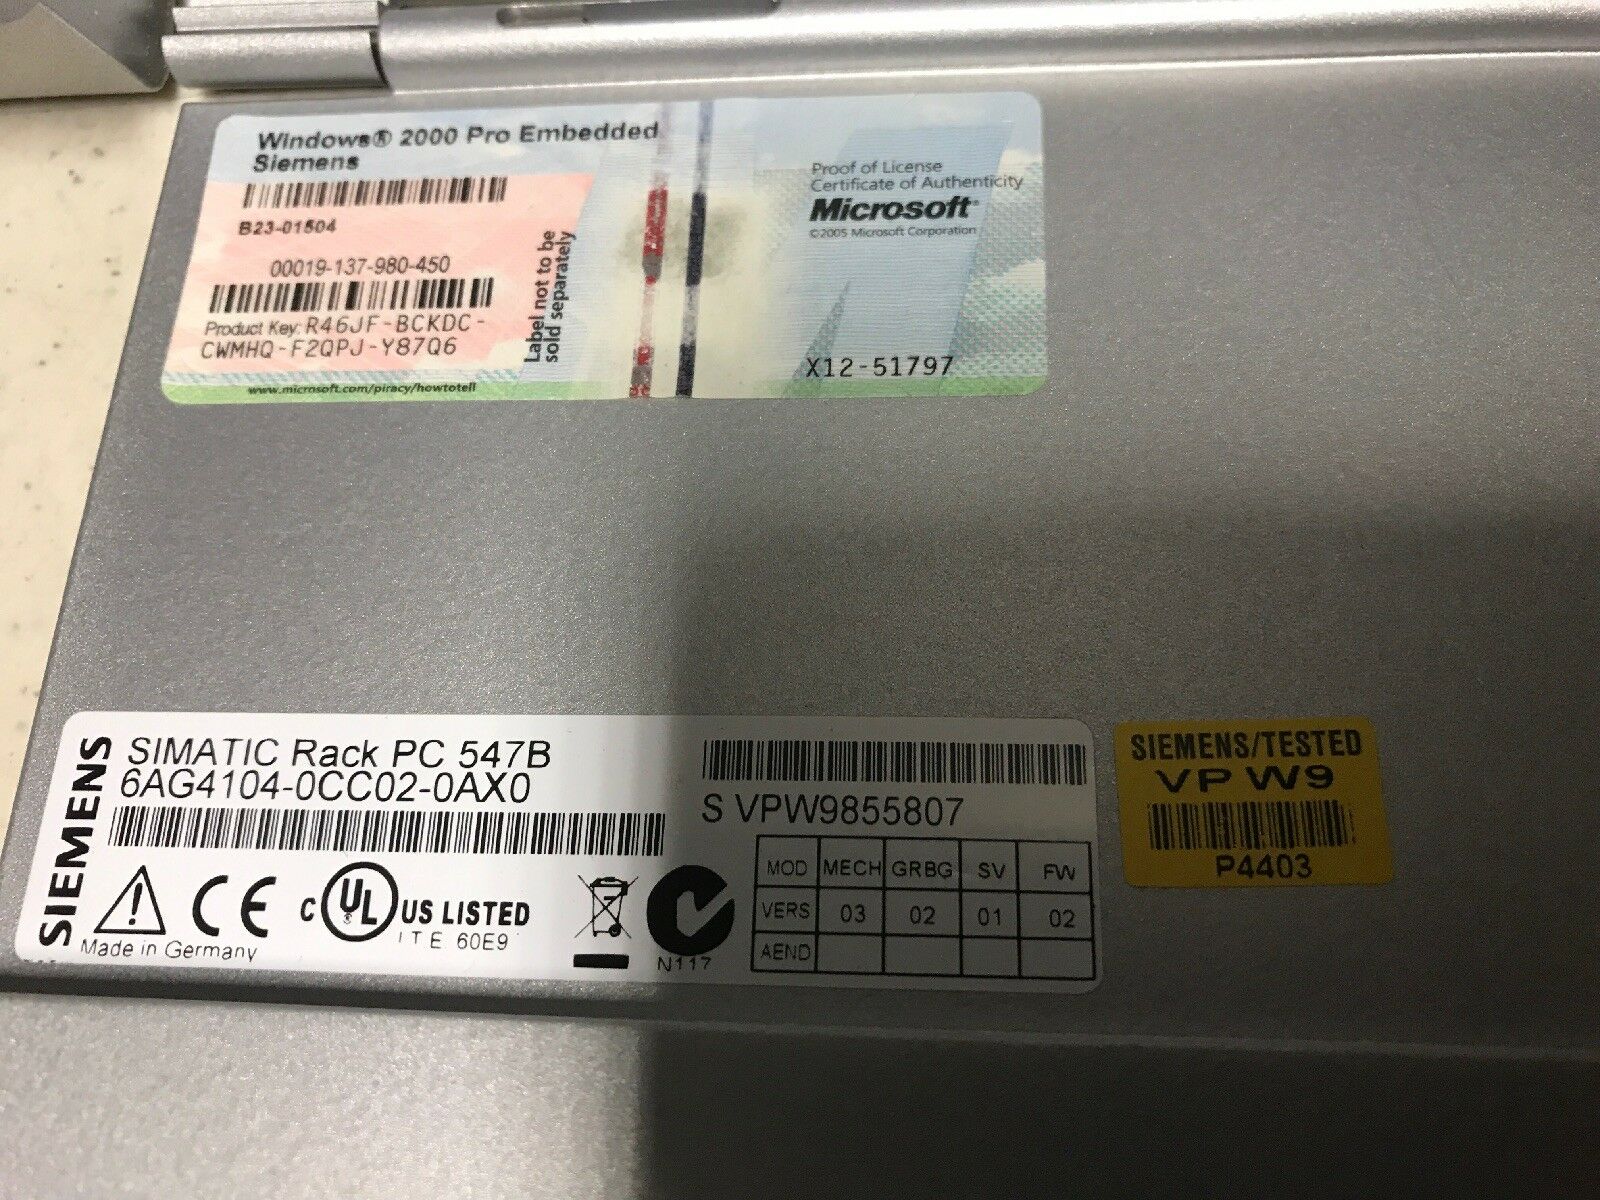 Windows® 2000 Pro Embedded
Siemens
B23-01504
00019-137-980-450
Product Key: R46JF-BCKDC-
CWMHQ-F2QPJ-Y87Q6
www.microsoft.com/piracy/howtotell
Label not to be
sold separately
Proof of License
Certificate of Authenticity
Microsoft®
©2005 Microsoft Corporation
X12-51797
SIEMENS
SIMATIC Rack PC 547B
6AG4104-0CC02-0AX0
CE
C UL US LISTED
ITE 60E9
Made in Germany
N117
S VPW9855807
MOD MECH GRBG SV FW
VERS 03 02 01 02
AEND
SIEMENS/TESTED
VP W9
P4403